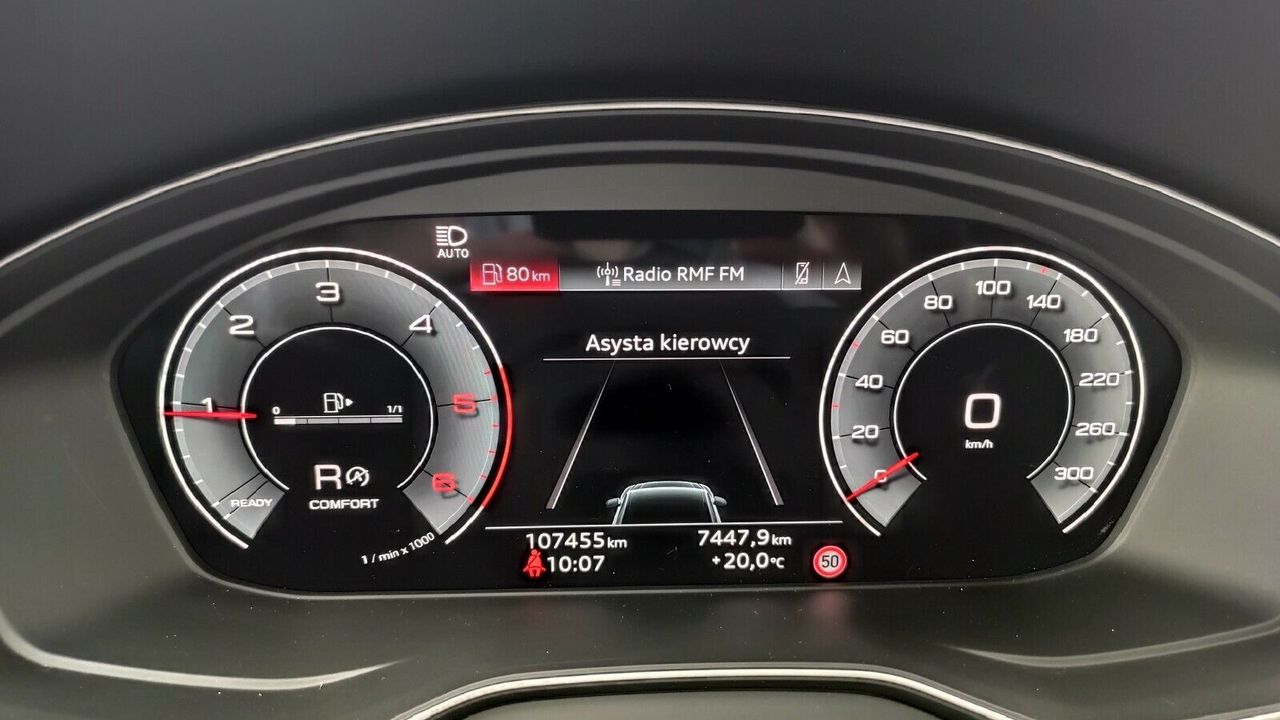 AUTO
80 km
Radio RMF FM
Asysta kierowcy
READY
1
2
3
4
5
6
1 / min x 1000
0
1/1
R
COMFORT
0
20
40
60
80
100
140
180
220
260
300
0
km/h
107455 km
7447,9 km
10:07
+20,0 °C
50